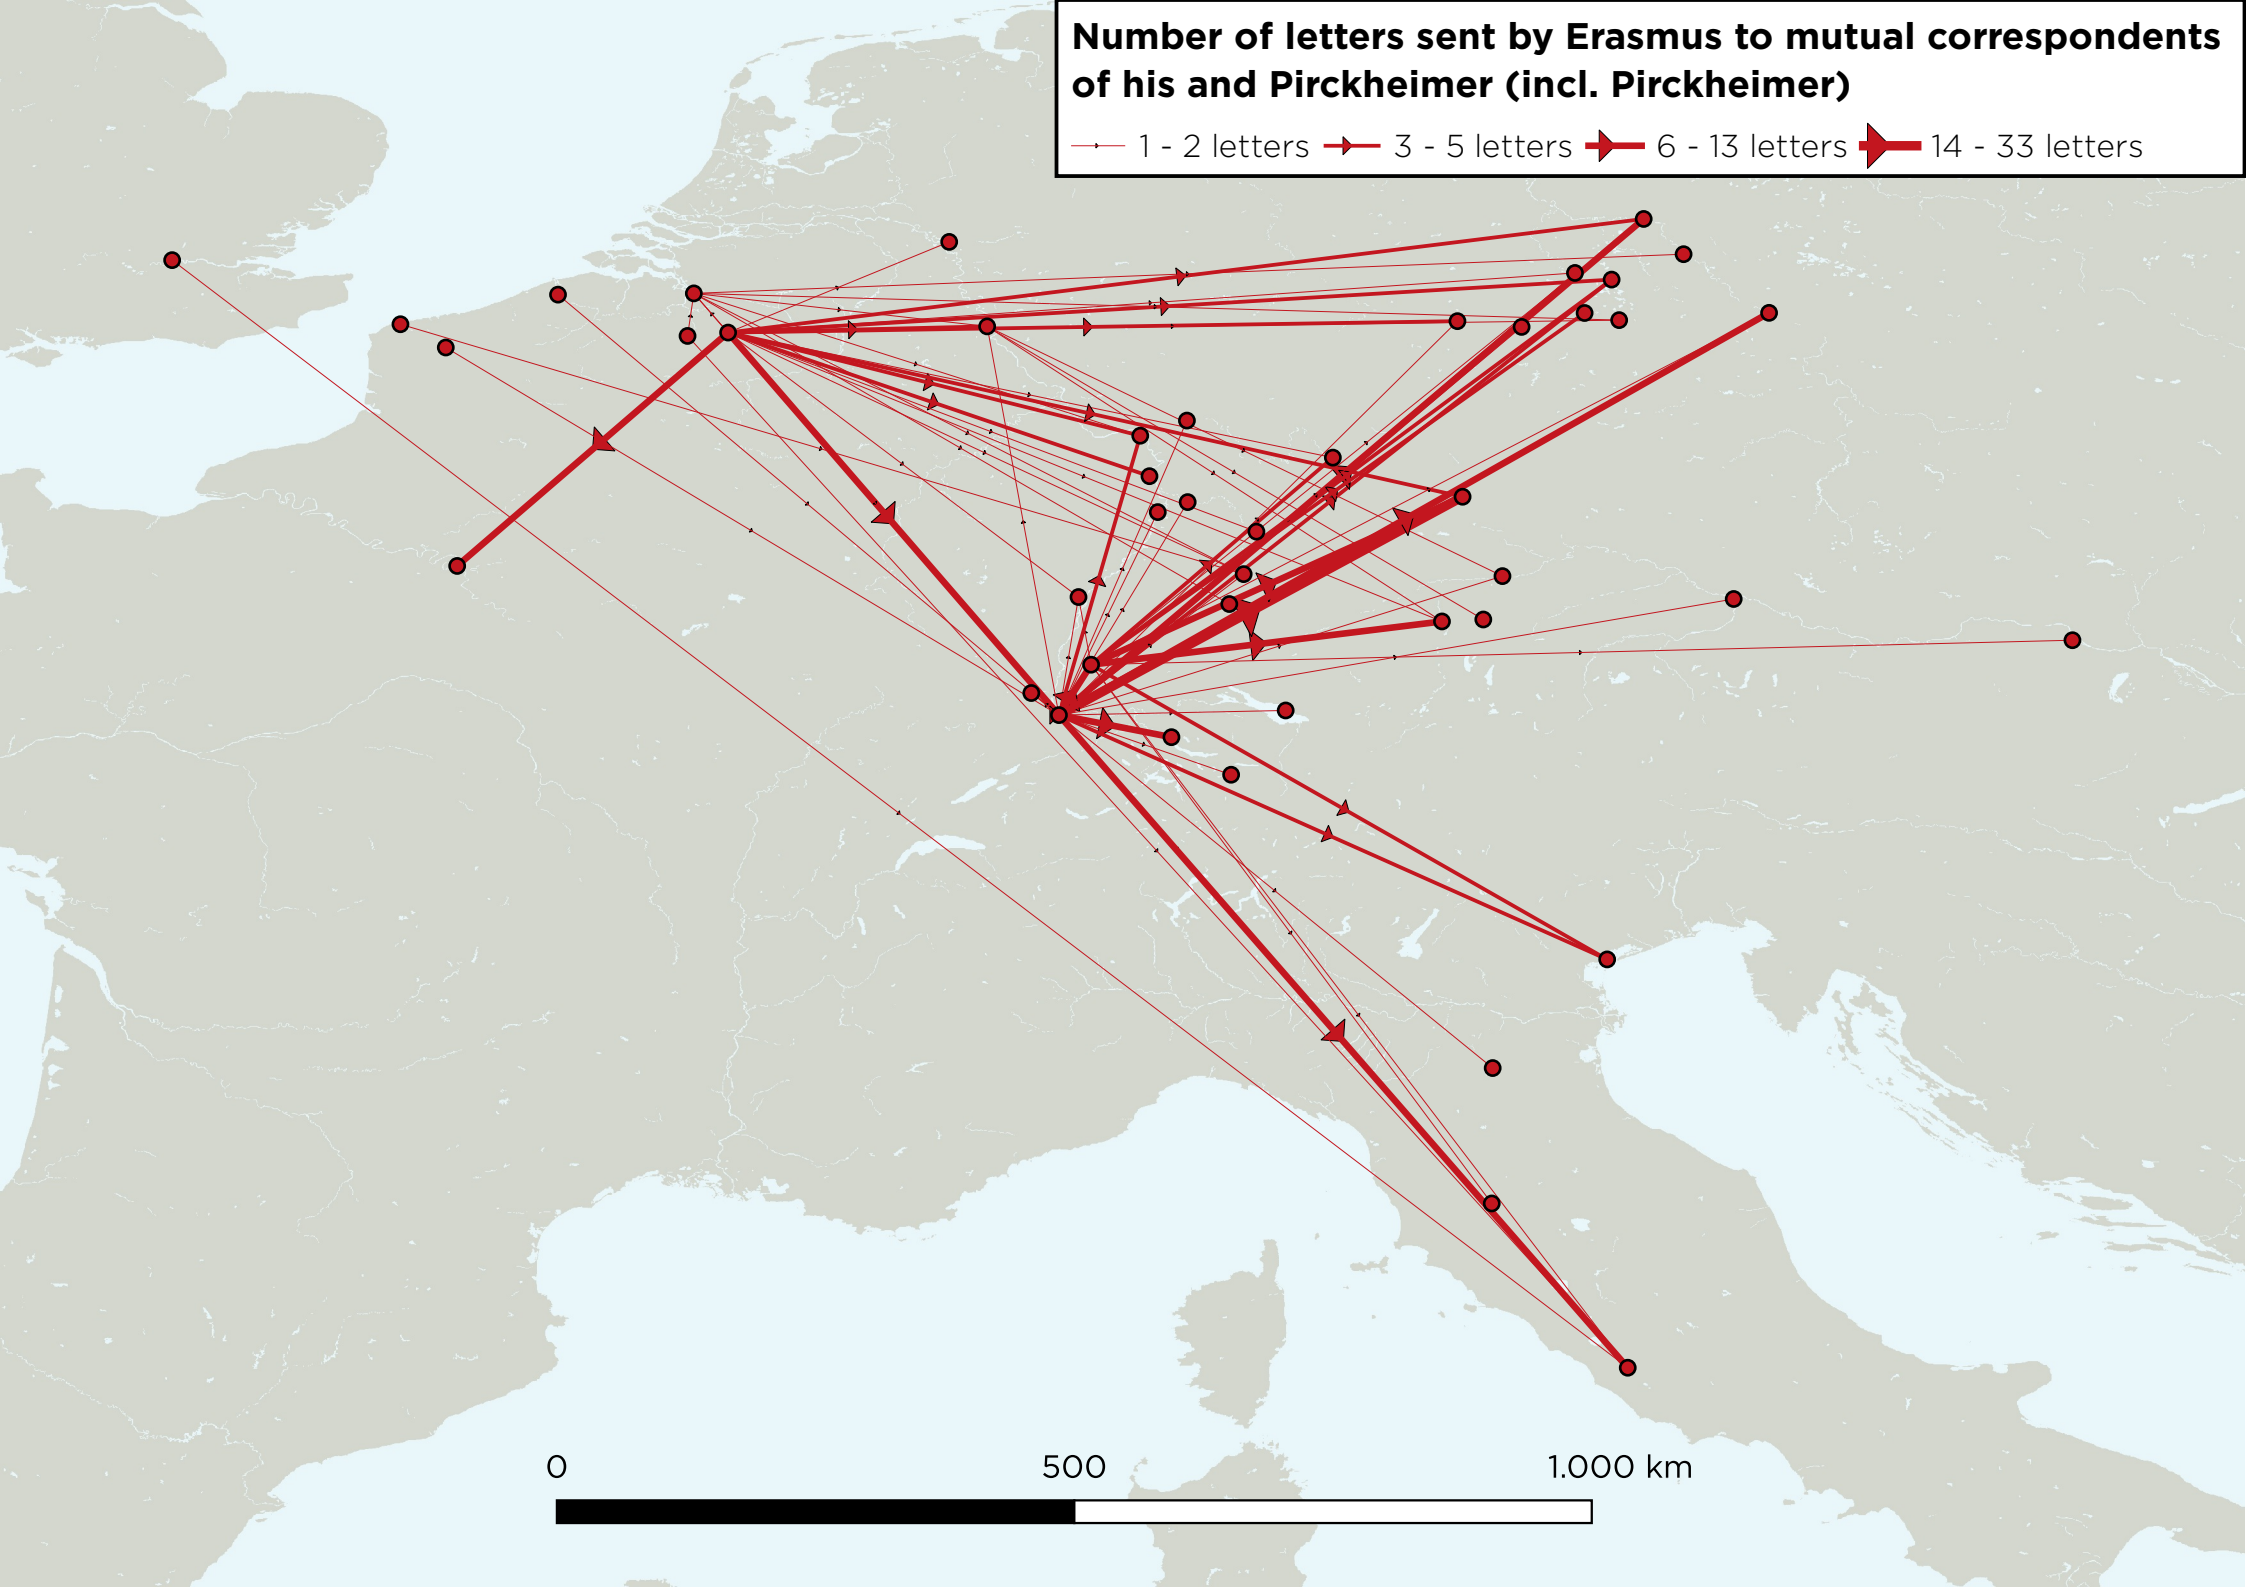 Number of letters sent by Erasmus to mutual correspondents
of his and Pirckheimer (incl. Pirckheimer)
1 - 2 letters 3 - 5 letters 6 - 13 letters 14 - 33 letters
0 500 1.000 km